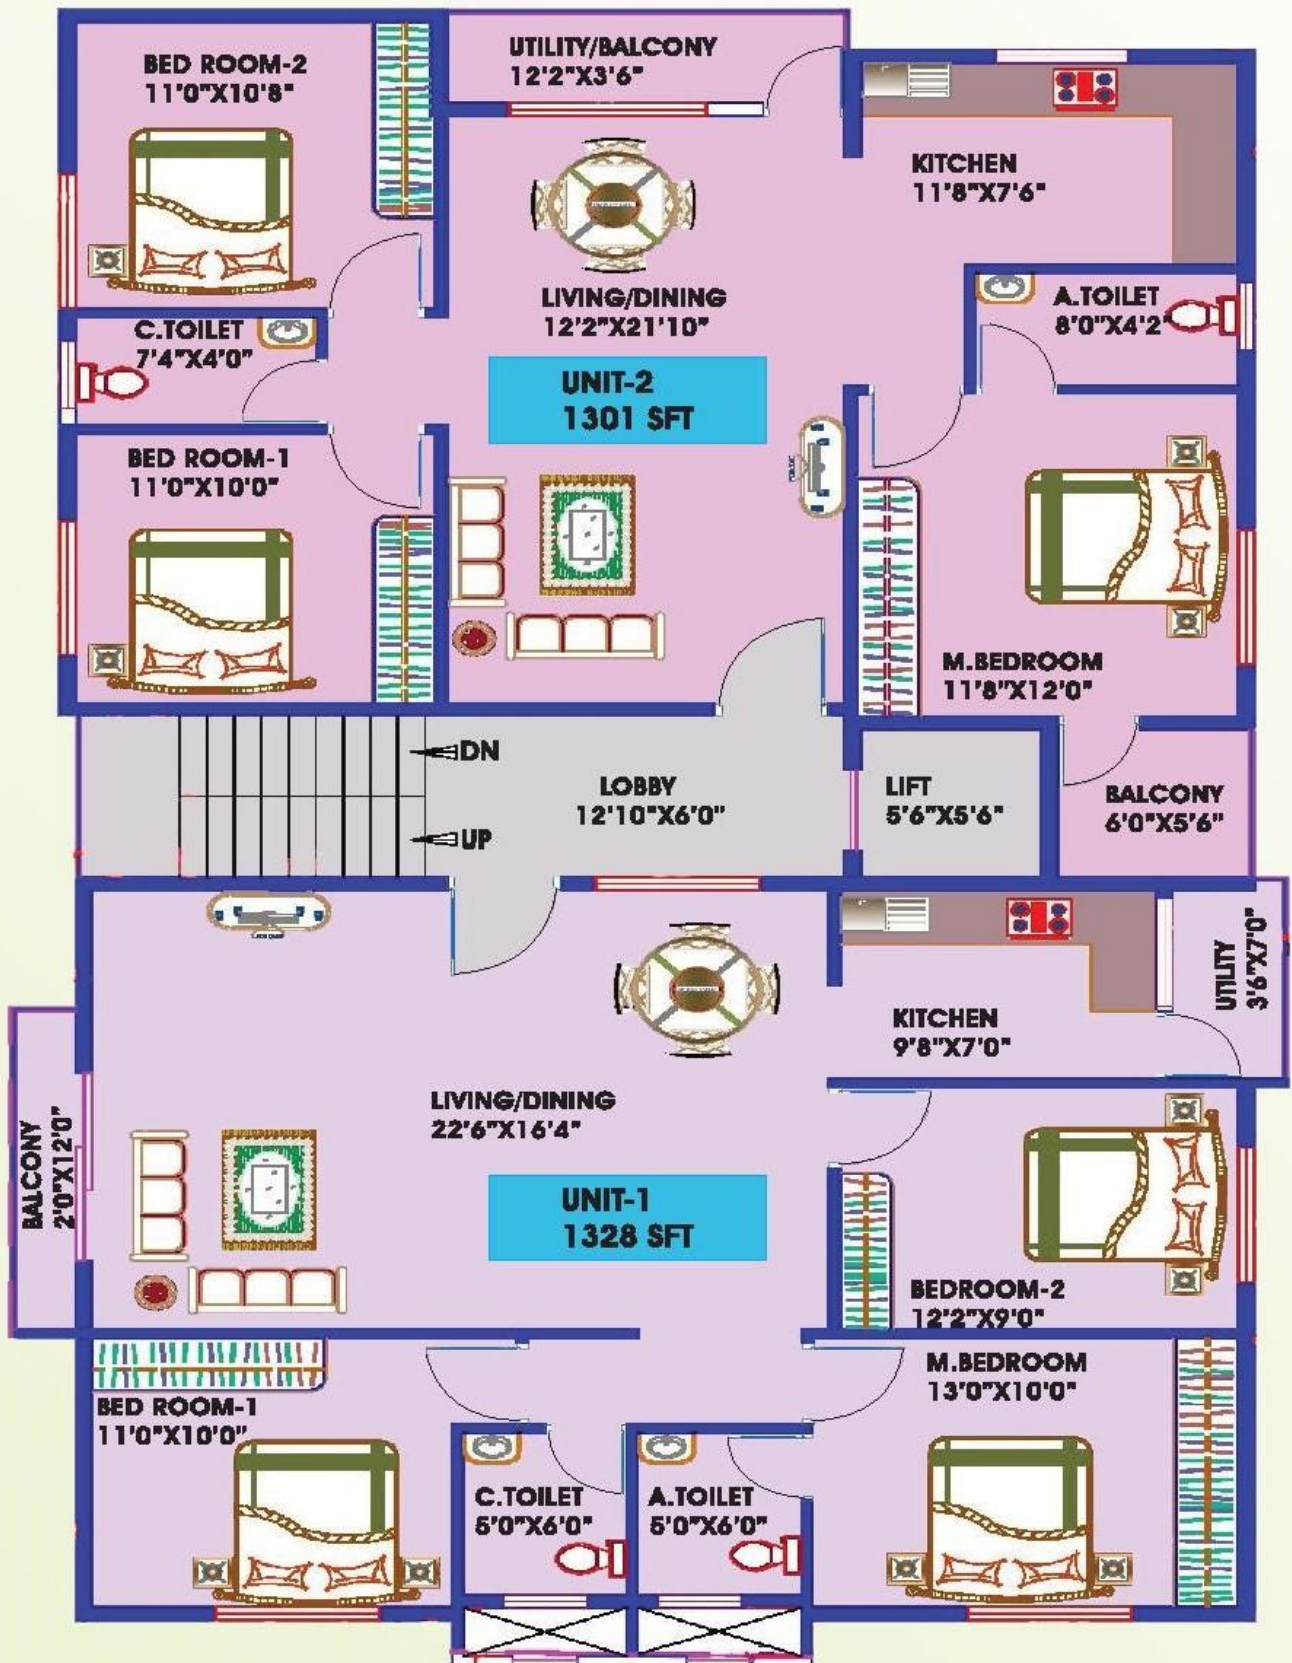 BED ROOM-2
11'0"X10'8"
UTILITY/BALCONY
12'2"X3'6"
KITCHEN
11'8"X7'6"
LIVING/DINING
12'2"X21'10"
A.TOILET
8'0"X4'2"
C.TOILET
7'4"X4'0"
UNIT-2
1301 SFT
BED ROOM-1
11'0"X10'0"
M.BEDROOM
11'8"X12'0"
DN
UP
LOBBY
12'10"X6'0"
LIFT
5'6"X5'6"
BALCONY
6'0"X5'6"
UTILITY
3'6"X7'0"
KITCHEN
9'8"X7'0"
LIVING/DINING
22'6"X16'4"
BALCONY
2'0"X12'0"
UNIT-1
1328 SFT
BEDROOM-2
12'2"X9'0"
M.BEDROOM
13'0"X10'0"
BED ROOM-1
11'0"X10'0"
C.TOILET
5'0"X6'0"
A.TOILET
5'0"X6'0"